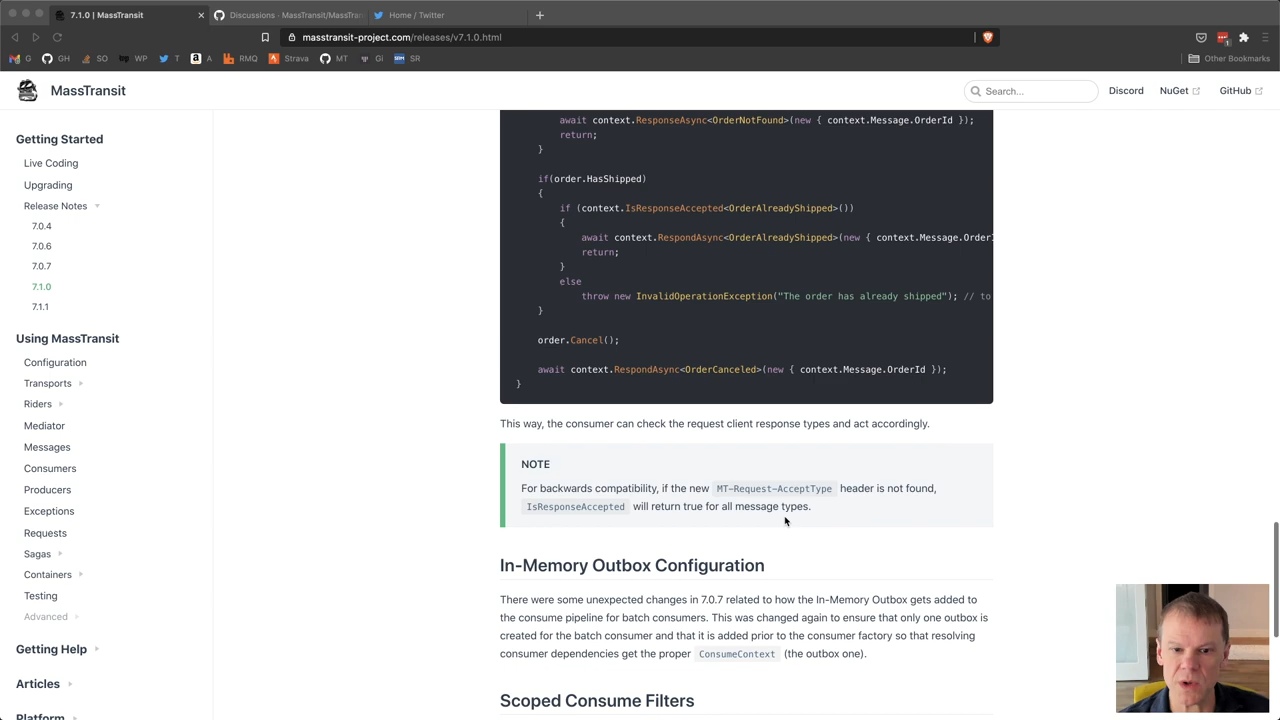 7.1.0 | MassTransit
Discussions · MassTransit/MassTran
Home / Twitter
masstransit-project.com/releases/v7.1.0.html
1
G
GH
SO
WP
T
A
RMQ
Strava
MT
Gi
SR
Other Bookmarks
MassTransit
Search...
Discord
NuGet
GitHub
Getting Started
Live Coding
Upgrading
Release Notes
7.0.4
7.0.6
7.0.7
7.1.0
7.1.1
Using MassTransit
Configuration
Transports
Riders
Mediator
Messages
Consumers
Producers
Exceptions
Requests
Sagas
Containers
Testing
Advanced
Getting Help
Articles
Platform
await context.ResponseAsync<OrderNotFound>(new { context.Message.OrderId });
return;
}
if(order.HasShipped)
{
if (context.IsResponseAccepted<OrderAlreadyShipped>())
{
await context.RespondAsync<OrderAlreadyShipped>(new { context.Message.OrderI
return;
}
else
throw new InvalidOperationException("The order has already shipped"); // to
}
order.Cancel();
await context.RespondAsync<OrderCanceled>(new { context.Message.OrderId });
}
This way, the consumer can check the request client response types and act accordingly.
NOTE
For backwards compatibility, if the new MT-Request-AcceptType header is not found,
IsResponseAccepted will return true for all message types.
In-Memory Outbox Configuration
There were some unexpected changes in 7.0.7 related to how the In-Memory Outbox gets added to
the consume pipeline for batch consumers. This was changed again to ensure that only one outbox is
created for the batch consumer and that it is added prior to the consumer factory so that resolving
consumer dependencies get the proper ConsumeContext (the outbox one).
Scoped Consume Filters